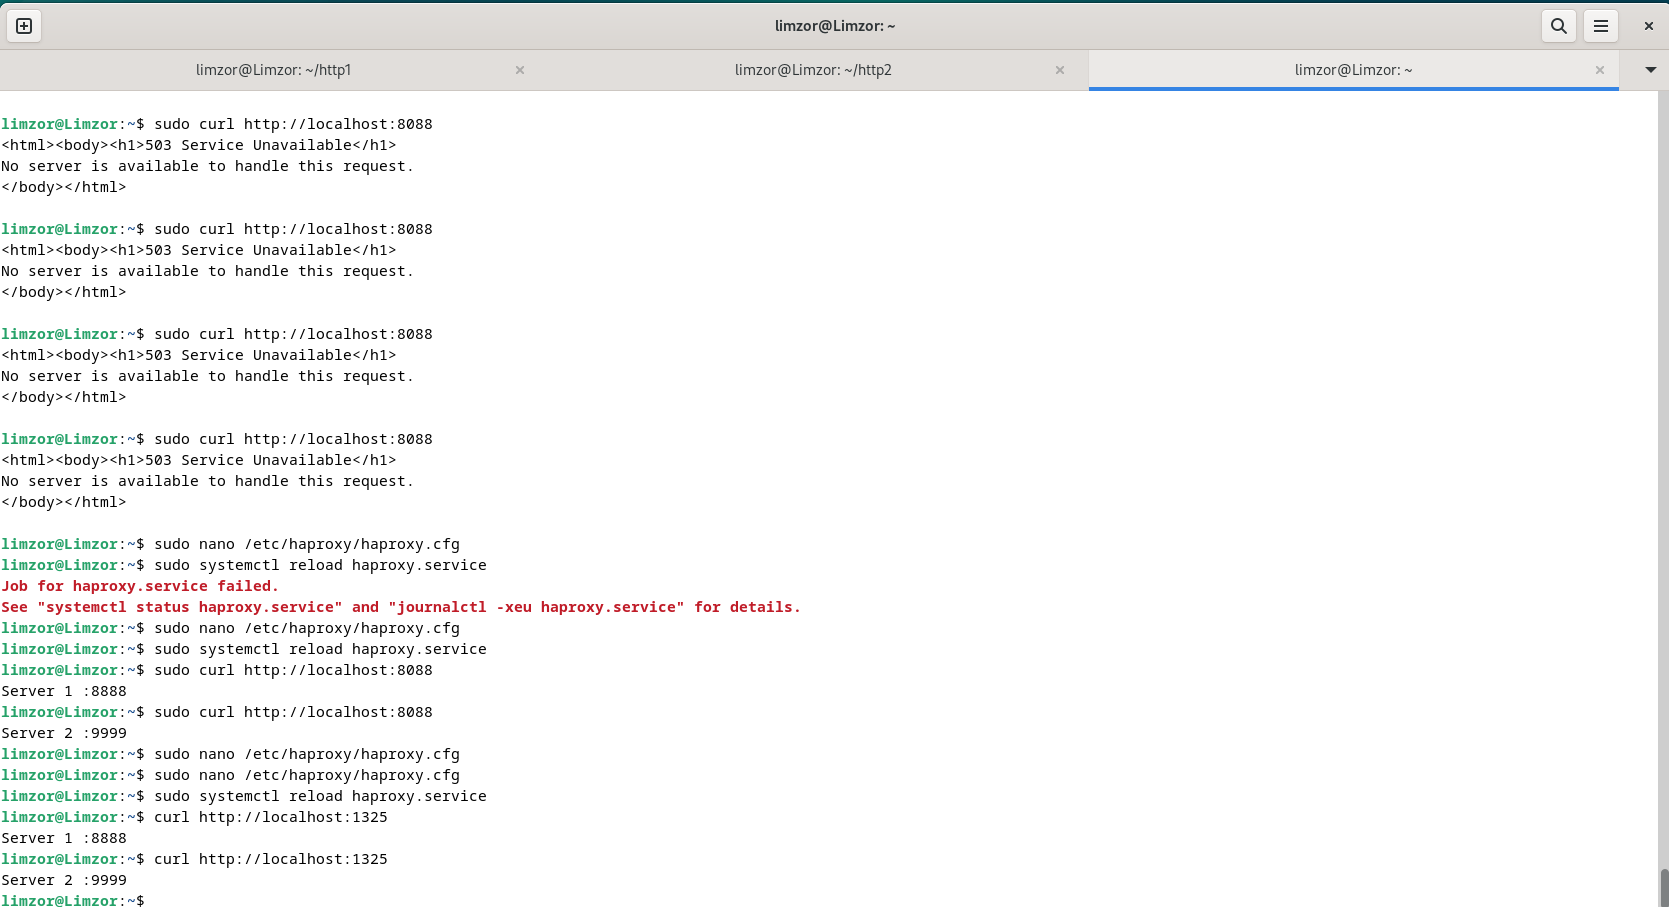 limzor@Limzor: ~
limzor@Limzor: ~/http1
limzor@Limzor: ~/http2
limzor@Limzor: ~
limzor@Limzor:~$ sudo curl http://localhost:8088
<html><body><h1>503 Service Unavailable</h1>
No server is available to handle this request.
</body></html>
limzor@Limzor:~$ sudo curl http://localhost:8088
<html><body><h1>503 Service Unavailable</h1>
No server is available to handle this request.
</body></html>
limzor@Limzor:~$ sudo curl http://localhost:8088
<html><body><h1>503 Service Unavailable</h1>
No server is available to handle this request.
</body></html>
limzor@Limzor:~$ sudo curl http://localhost:8088
<html><body><h1>503 Service Unavailable</h1>
No server is available to handle this request.
</body></html>
limzor@Limzor:~$ sudo nano /etc/haproxy/haproxy.cfg
limzor@Limzor:~$ sudo systemctl reload haproxy.service
Job for haproxy.service failed.
See "systemctl status haproxy.service" and "journalctl -xeu haproxy.service" for details.
limzor@Limzor:~$ sudo nano /etc/haproxy/haproxy.cfg
limzor@Limzor:~$ sudo systemctl reload haproxy.service
limzor@Limzor:~$ sudo curl http://localhost:8088
Server 1 :8888
limzor@Limzor:~$ sudo curl http://localhost:8088
Server 2 :9999
limzor@Limzor:~$ sudo nano /etc/haproxy/haproxy.cfg
limzor@Limzor:~$ sudo nano /etc/haproxy/haproxy.cfg
limzor@Limzor:~$ sudo systemctl reload haproxy.service
limzor@Limzor:~$ curl http://localhost:1325
Server 1 :8888
limzor@Limzor:~$ curl http://localhost:1325
Server 2 :9999
limzor@Limzor:~$